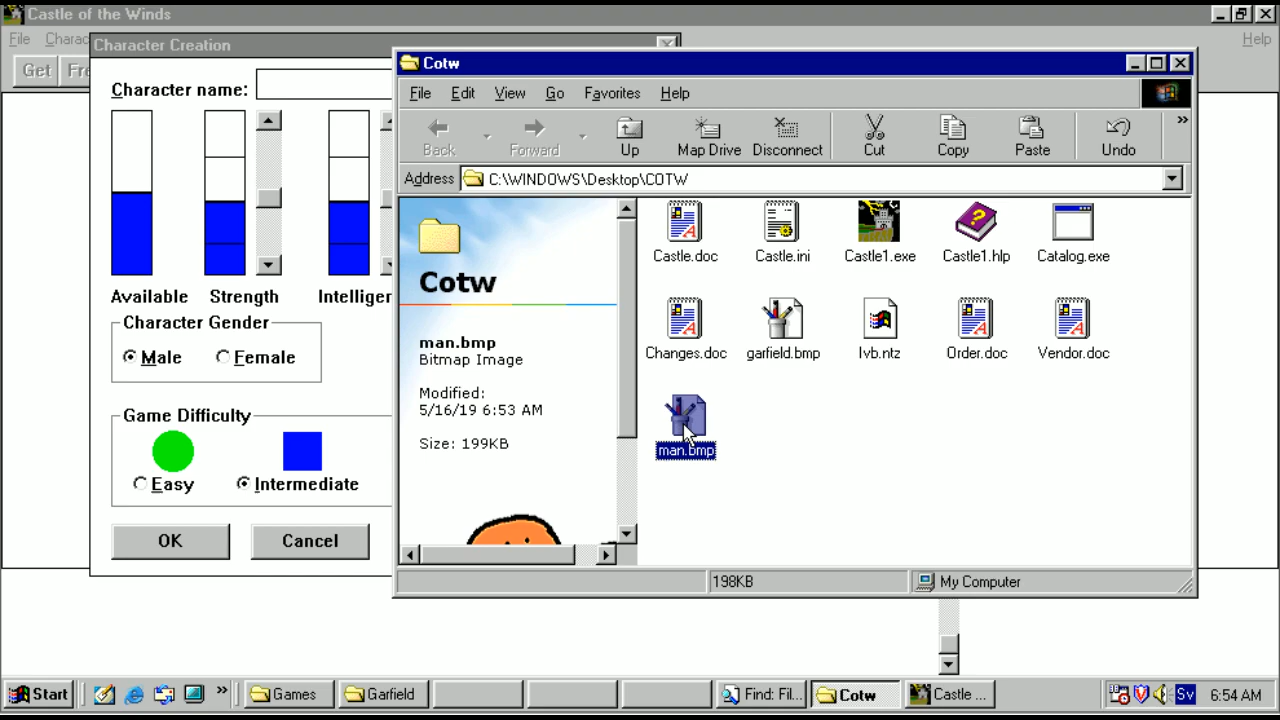 Castle of the Winds
File Charac Help
Get Fre
Character Creation
Character name:
Available Strength Intelliger
Character Gender
Male Female
Game Difficulty
Easy Intermediate
OK Cancel
Cotw
File Edit View Go Favorites Help
Back Forward Up Map Drive Disconnect Cut Copy Paste Undo »
Address C:\WINDOWS\Desktop\COTW
Cotw
man.bmp
Bitmap Image
Modified:
5/16/19 6:53 AM
Size: 199KB
Castle.doc Castle.ini Castle1.exe Castle1.hlp Catalog.exe
Changes.doc garfield.bmp lvb.ntz Order.doc Vendor.doc
man.bmp
198KB My Computer
Start » Games Garfield Find: Fil... Cotw Castle ... Sv 6:54 AM